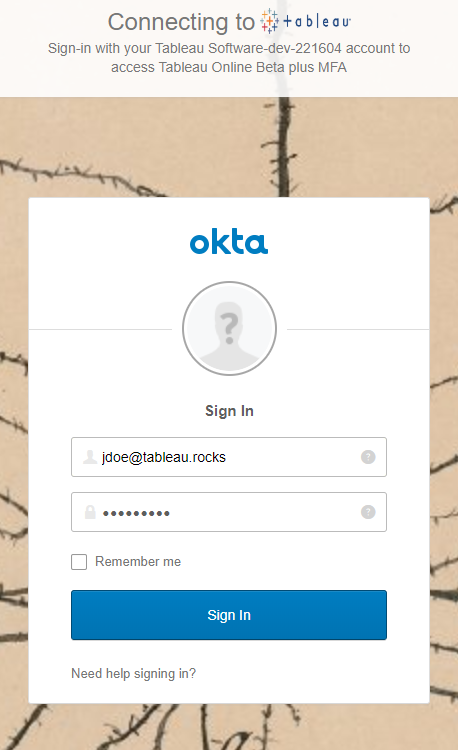 Connecting to tableau
Sign-in with your Tableau Software-dev-221604 account to
access Tableau Online Beta plus MFA
okta
?
Sign In
jdoe@tableau.rocks ?
••••••••• ?
Remember me
Sign In
Need help signing in?